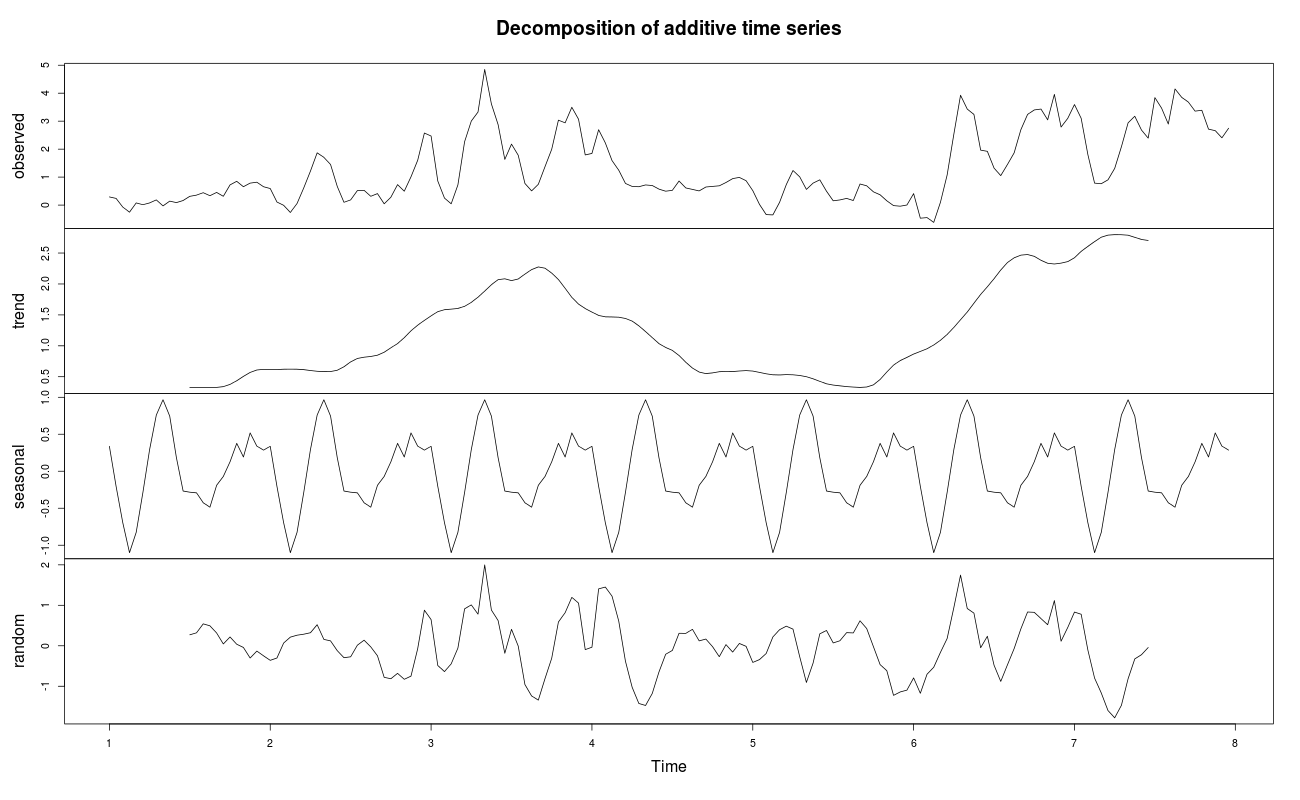 Decomposition of additive time series
observed
0 1 2 3 4 5
trend
0.5 1.0 1.5 2.0 2.5
seasonal
-1.0 -0.5 0.0 0.5 1.0
random
-1 0 1 2
1 2 3 4 5 6 7 8
Time